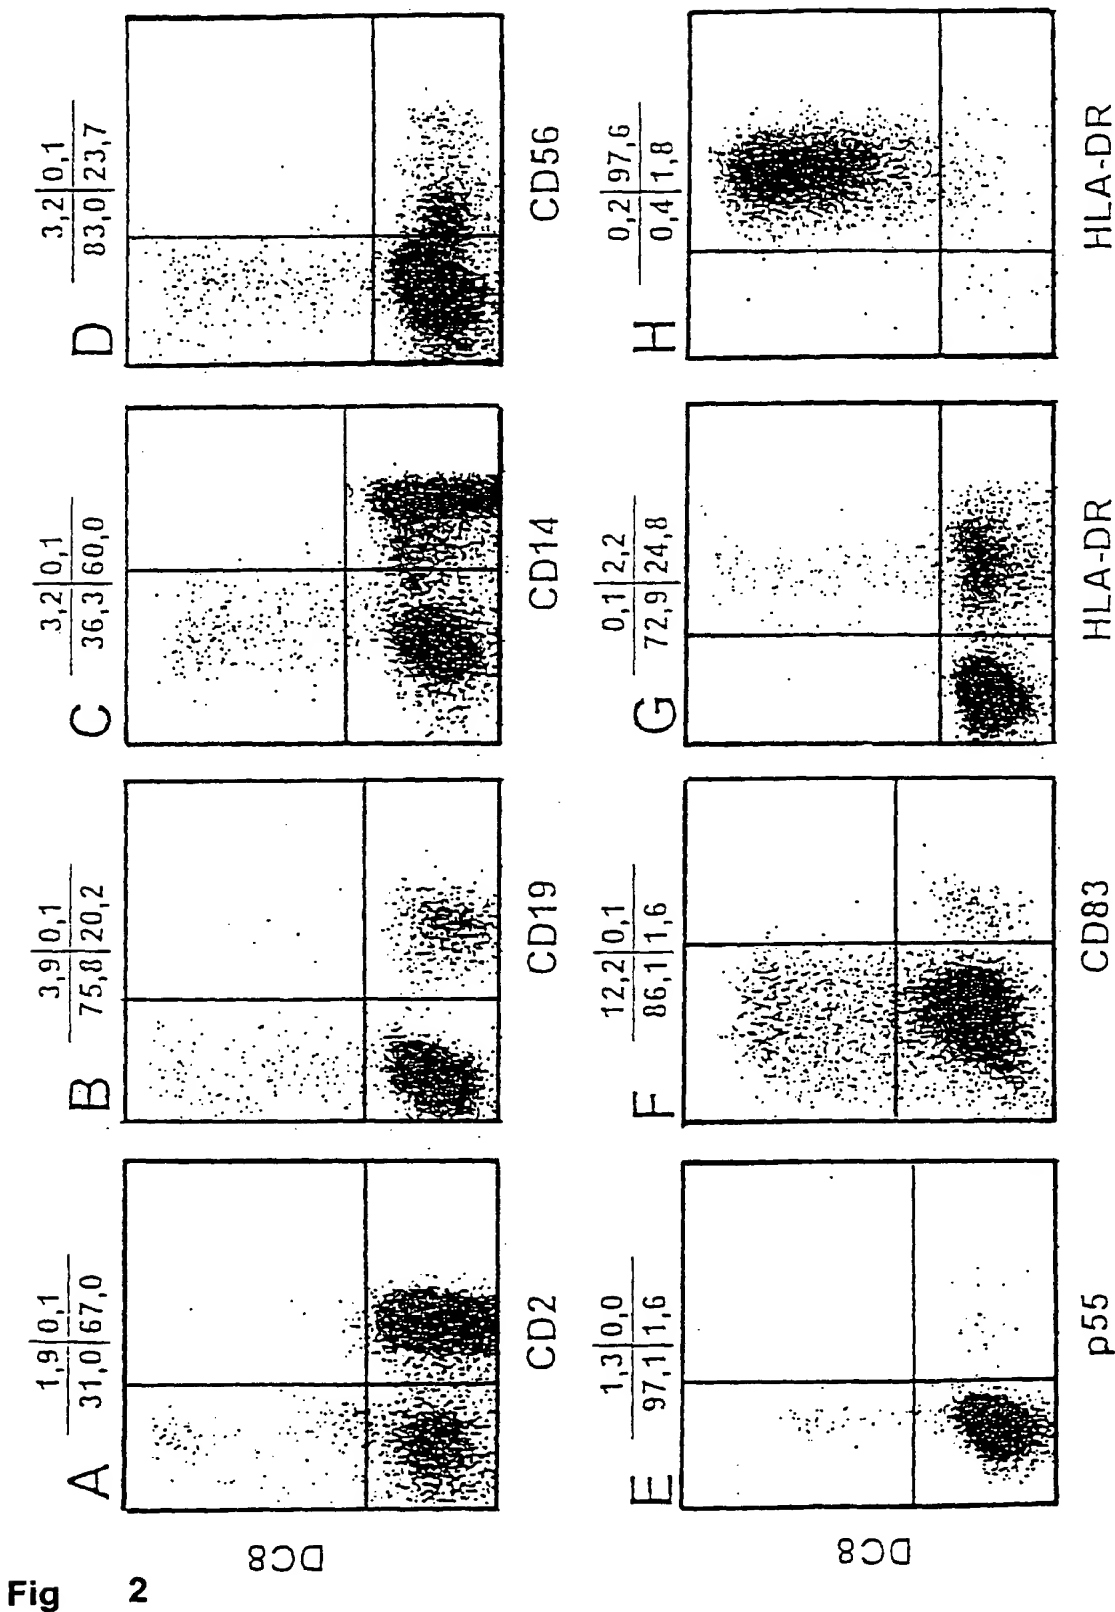 A
1,9 0,1
31,0 67,0
B
3,9 0,1
75,8 20,2
C
3,2 0,1
36,3 60,0
D
3,2 0,1
83,0 23,7
DC8
CD2
CD19
CD14
CD56
E
1,3 0,0
97,1 1,6
F
12,2 0,1
86,1 1,6
G
0,1 2,2
72,9 24,8
H
0,2 97,6
0,4 1,8
DC8
p55
CD83
HLA-DR
HLA-DR
Fig 2